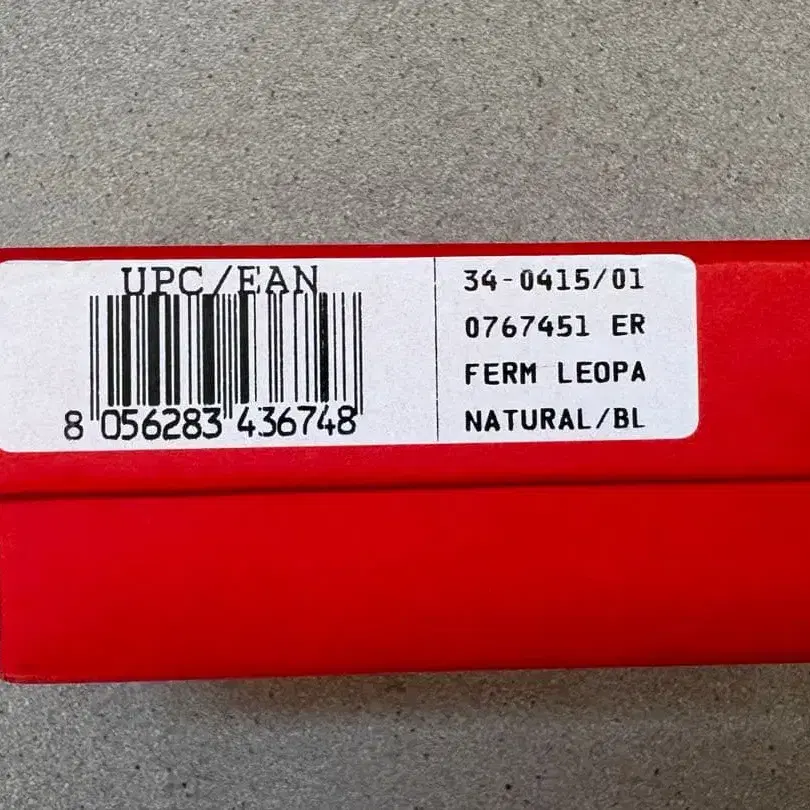 UPC/EAN
8 056283 436748
34-0415/01
0767451 ER
FERM LEOPA
NATURAL/BL